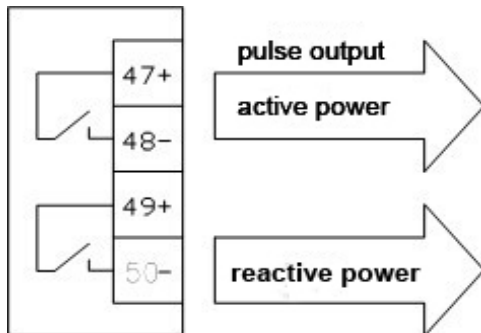 47+
pulse output
48-
active power
49+
50-
reactive power